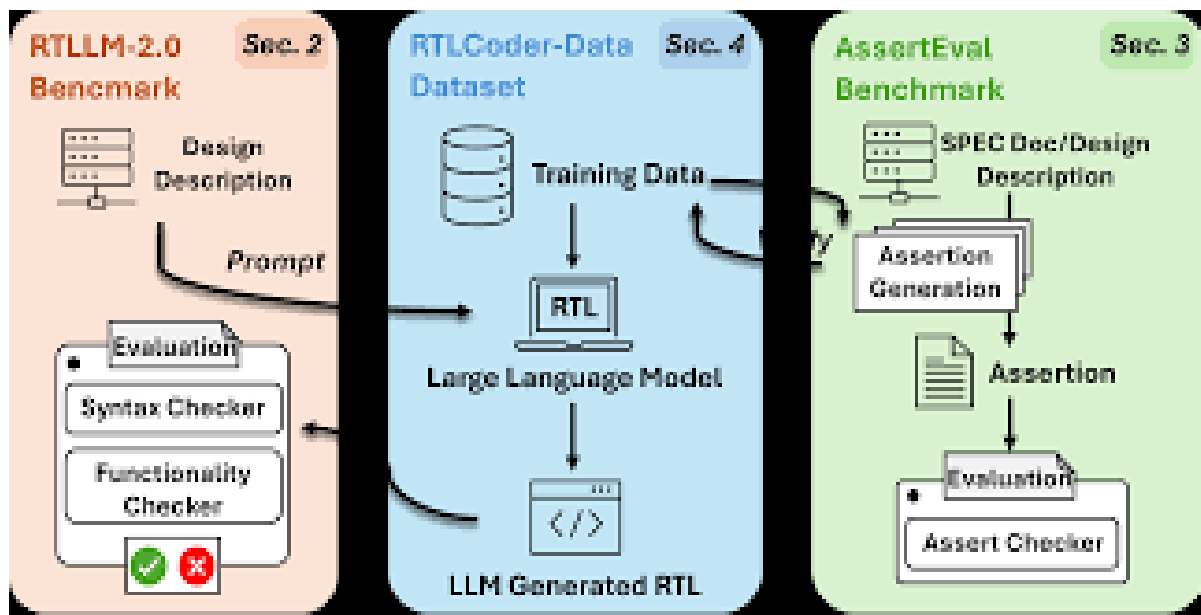 RTLLM-2.0
Bencmark
Sec. 2
Design
Description
Prompt
Evaluation
Syntax Checker
Functionality
Checker
RTLCoder-Data
Dataset
Sec. 4
Training Data
RTL
Large Language Model
</>
LLM Generated RTL
AssertEval
Benchmark
Sec. 3
SPEC Doc/Design
Description
Assertion
Generation
Assertion
Evaluation
Assert Checker